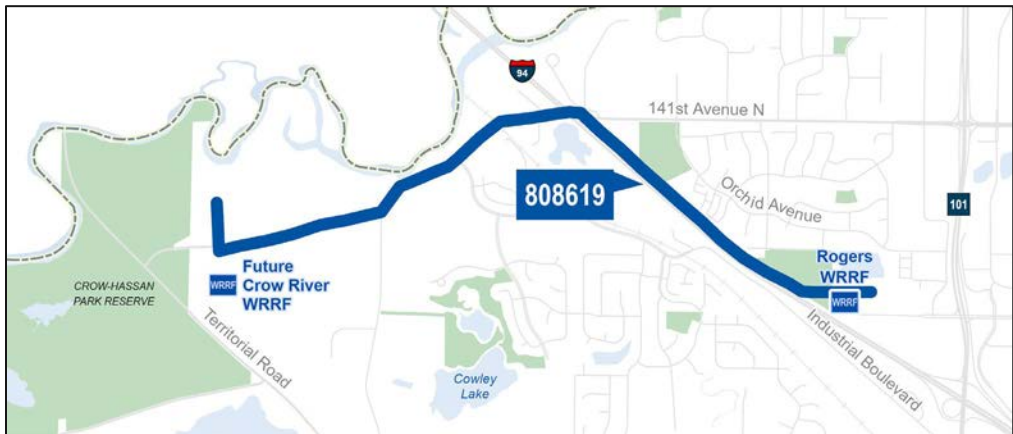 94
141st Avenue N
808619
Orchid Avenue
101
Rogers
WRRF
WRRF
Future
Crow River
WRRF
WRRF
CROW-HASSAN
PARK RESERVE
Territorial Road
Industrial Boulevard
Cowley
Lake